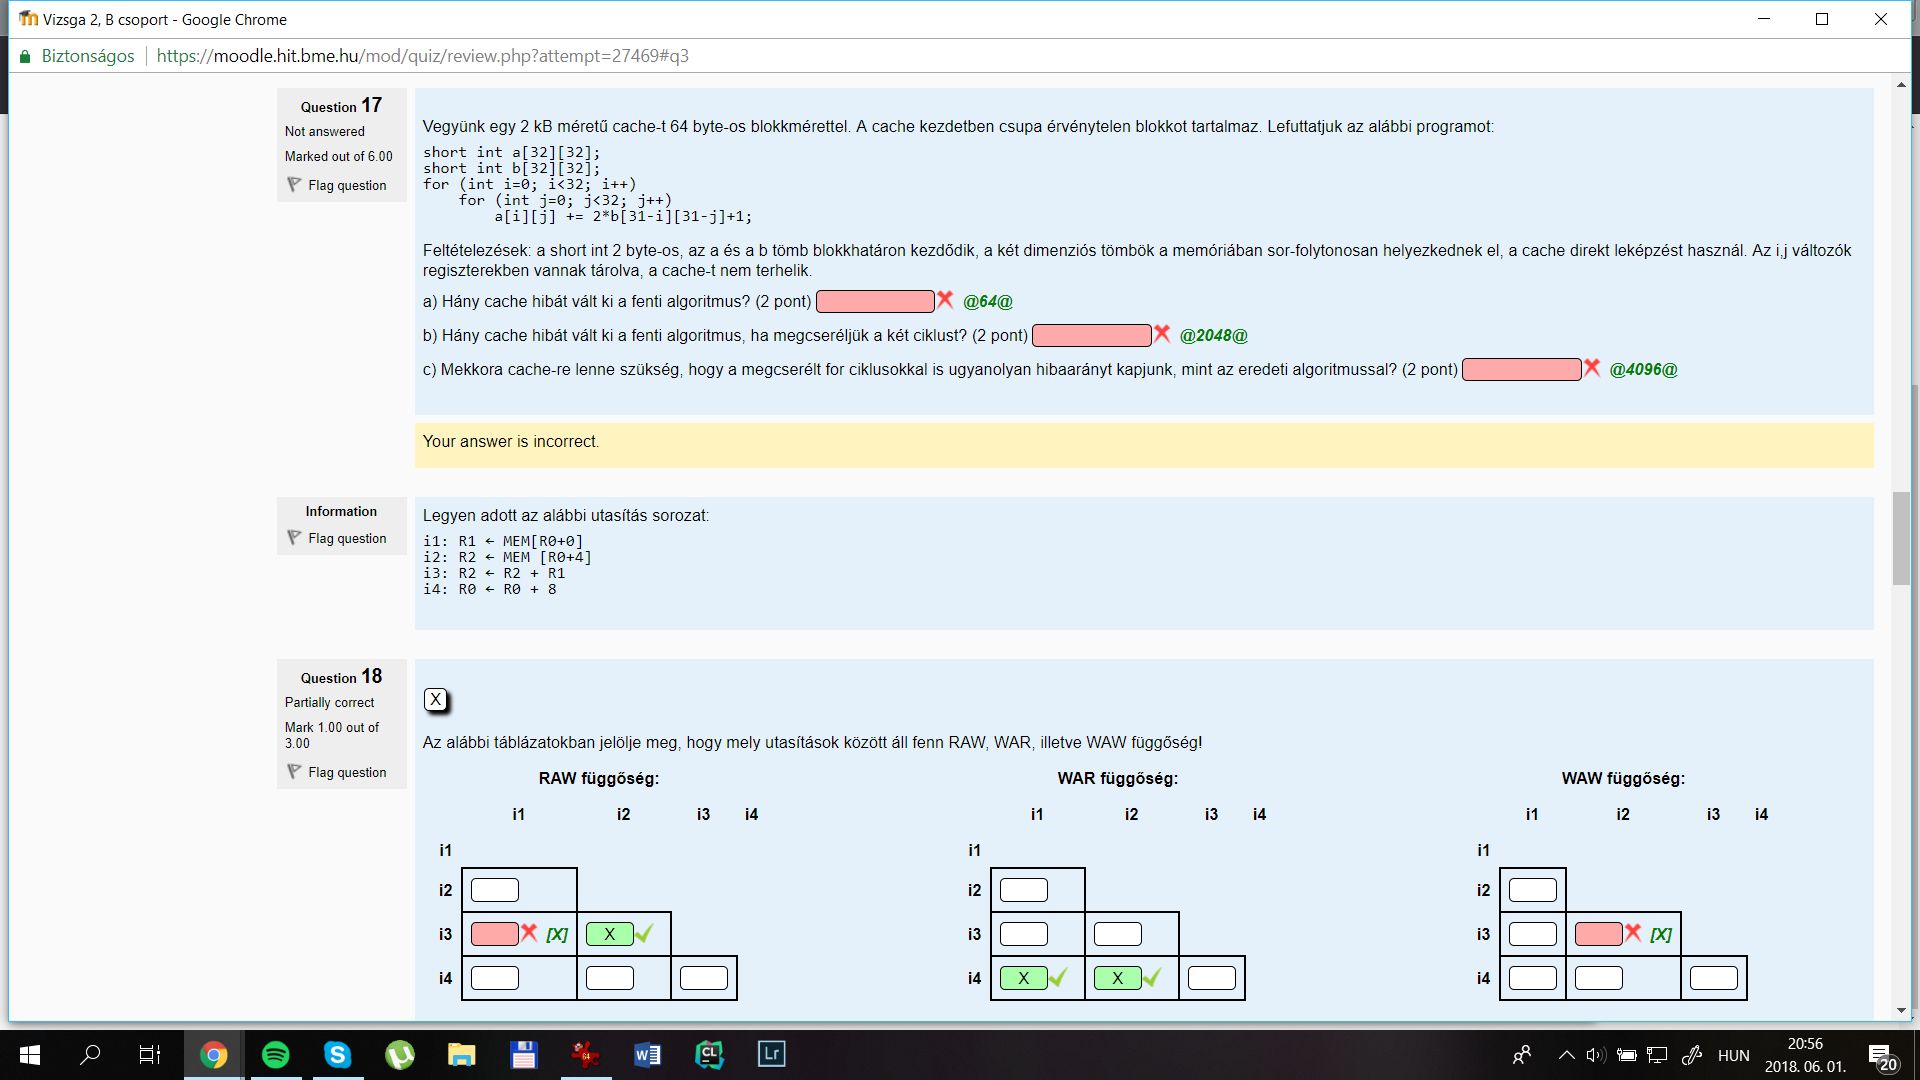 Vizsga 2, B csoport - Google Chrome
Biztonságos | https://moodle.hit.bme.hu/mod/quiz/review.php?attempt=27469#q3
Question 17
Not answered
Marked out of 6.00
Flag question
Vegyünk egy 2 kB méretű cache-t 64 byte-os blokkmérettel. A cache kezdetben csupa érvénytelen blokkot tartalmaz. Lefuttatjuk az alábbi programot:
short int a[32][32];
short int b[32][32];
for (int i=0; i<32; i++)
for (int j=0; j<32; j++)
a[i][j] += 2*b[31-i][31-j]+1;
Feltételezések: a short int 2 byte-os, az a és a b tömb blokkhatáron kezdődik, a két dimenziós tömbök a memóriában sor-folytonosan helyezkednek el, a cache direkt leképzést használ. Az i,j változók
regiszterekben vannak tárolva, a cache-t nem terhelik.
a) Hány cache hibát vált ki a fenti algoritmus? (2 pont) @64@
b) Hány cache hibát vált ki a fenti algoritmus, ha megcseréljük a két ciklust? (2 pont) @2048@
c) Mekkora cache-re lenne szükség, hogy a megcserélt for ciklusokkal is ugyanolyan hibaarányt kapjunk, mint az eredeti algoritmussal? (2 pont) @4096@
Your answer is incorrect.
Information
Flag question
Legyen adott az alábbi utasítás sorozat:
i1: R1 ← MEM[R0+0]
i2: R2 ← MEM [R0+4]
i3: R2 ← R2 + R1
i4: R0 ← R0 + 8
Question 18
Partially correct
Mark 1.00 out of
3.00
Flag question
X
Az alábbi táblázatokban jelölje meg, hogy mely utasítások között áll fenn RAW, WAR, illetve WAW függőség!
RAW függőség:
i1 i2 i3 i4
i1
i2
i3 [X] X
i4
WAR függőség:
i1 i2 i3 i4
i1
i2
i3
i4 X X
WAW függőség:
i1 i2 i3 i4
i1
i2
i3 [X]
i4
64
CL
Lr
HUN
20:56
2018. 06. 01.
20